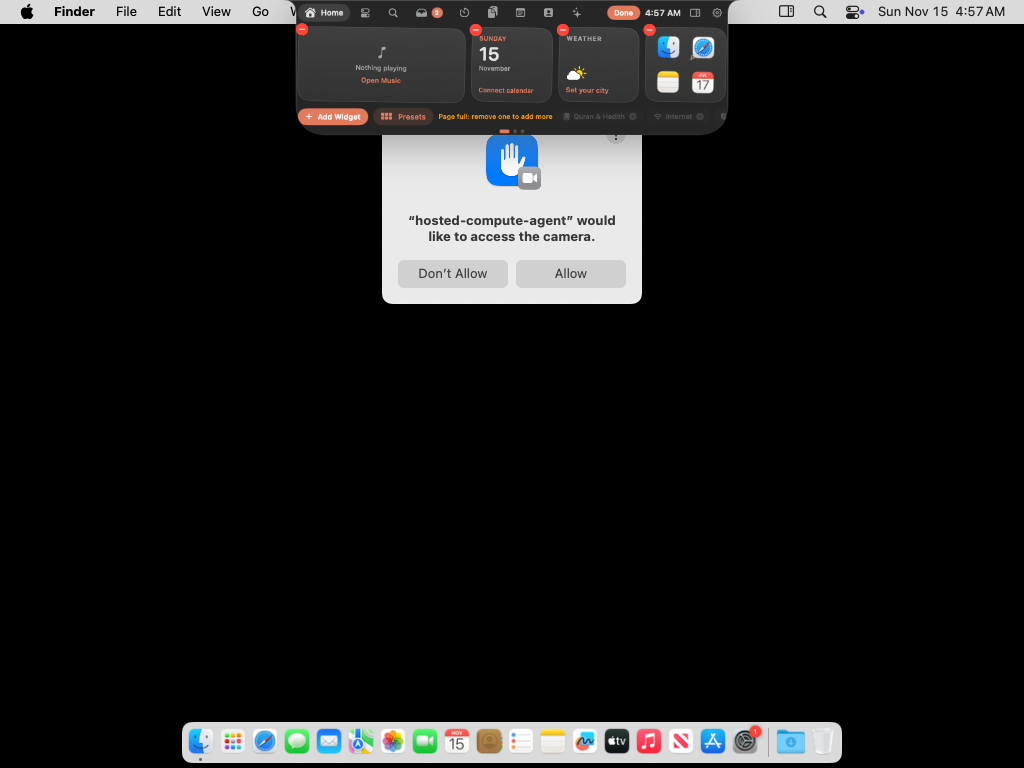 Finder File Edit View Go
Home
2
Done
4:57 AM
Sun Nov 15 4:57 AM
Nothing playing
Open Music
SUNDAY
15
November
Connect calendar
WEATHER
Set your city
JUL
17
+ Add Widget
Presets
Page full: remove one to add more
Quran & Hadith
Internet
“hosted-compute-agent” would
like to access the camera.
Don’t Allow
Allow
NOV
15
tv
1